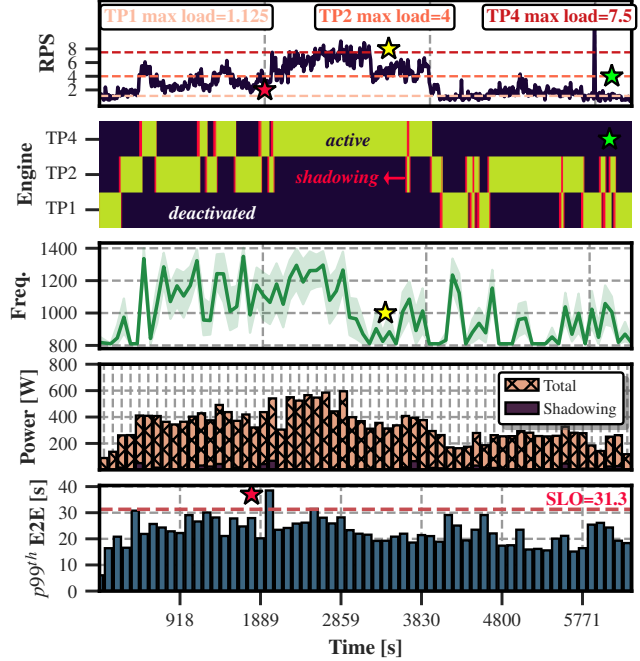 TP1 max load=1.125 TP2 max load=4 TP4 max load=7.5
RPS
8
6
4
2
Engine
TP4
TP2
TP1
active
shadowing
deactivated
Freq.
1400
1200
1000
800
Power [W]
800
600
400
200
Total
Shadowing
p99th E2E [s]
40
30
20
10
0
SLO=31.3
918 1889 2859 3830 4800 5771
Time [s]